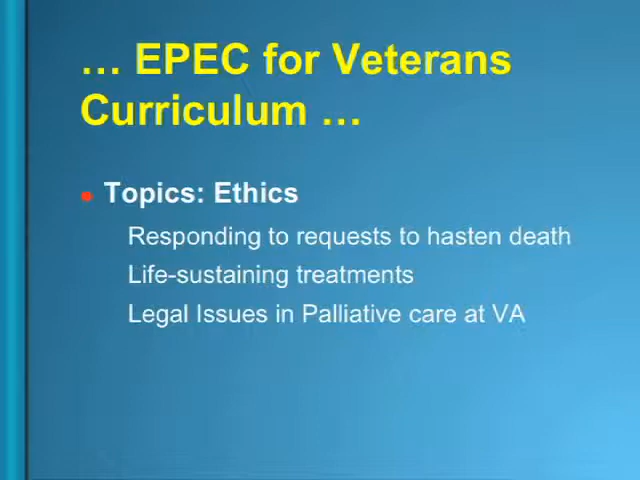 … EPEC for Veterans
Curriculum …
Topics: Ethics
Responding to requests to hasten death
Life-sustaining treatments
Legal Issues in Palliative care at VA